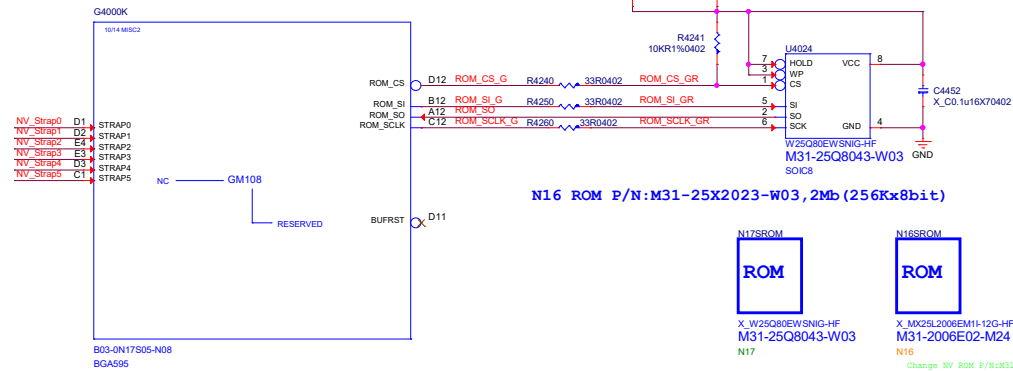 G4000K
10/14 MISC2
R4241
10KR1%0402
U4024
7 HOLD VCC 8
3 WP
1 CS
ROM_CS D12 ROM_CS_G R4240 33R0402 ROM_CS_GR
C4452
X_C0.1u16X70402
ROM_SI B12 ROM_SI_G R4250 33R0402 ROM_SI_GR 5 SI
ROM_SO A12 ROM_SO 2 SO
ROM_SCLK C12 ROM_SCLK_G R4260 33R0402 ROM_SCLK_GR 6 SCK GND 4
NV_Strap0 D1 STRAP0
NV_Strap1 D2 STRAP1
NV_Strap2 E4 STRAP2
NV_Strap3 E3 STRAP3
NV_Strap4 D3 STRAP4
NV_Strap5 C1 STRAP5
W25Q80EWSNIG-HF
M31-25Q8043-W03
SOIC8
GND
NC GM108
RESERVED
N16 ROM P/N:M31-25X2023-W03,2Mb(256Kx8bit)
BUFRST D11
N17SROM
ROM
X_W25Q80EWSNIG-HF
M31-25Q8043-W03
N17
N16SROM
ROM
X_MX25L2006EM1I-12G-HF
M31-2006E02-M24
N16
Change NV ROM P/N:M31
B03-0N17S05-N08
BGA595